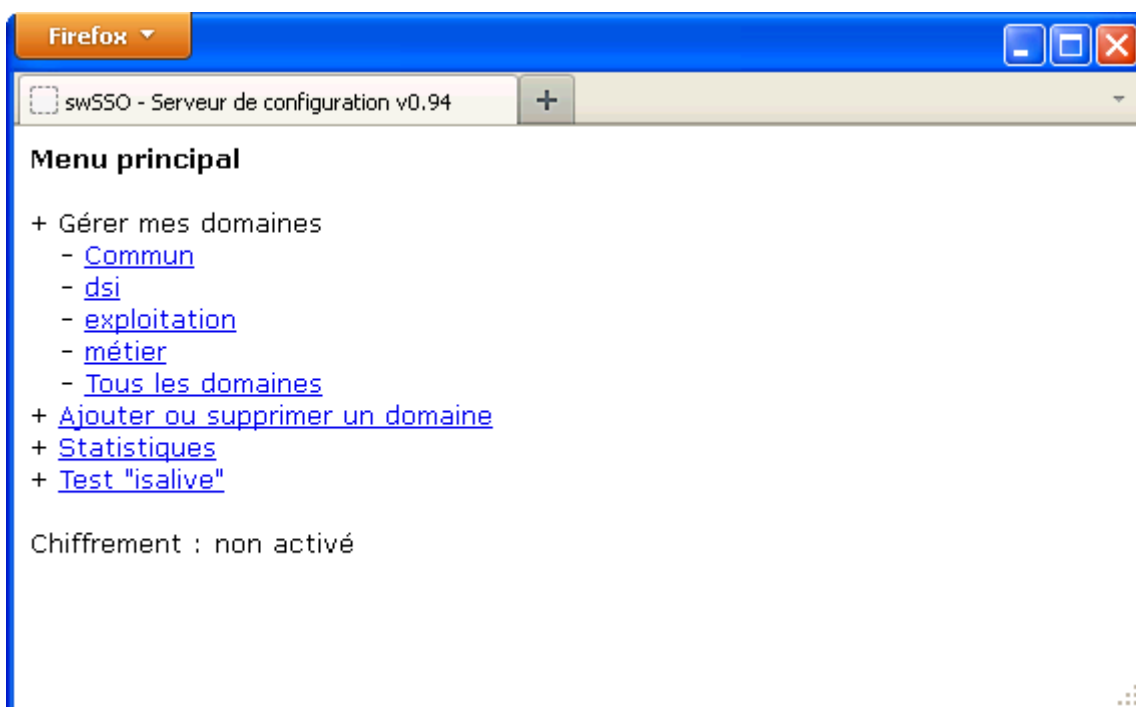 Firefox
swSSO - Serveur de configuration v0.94
Menu principal
+ Gérer mes domaines
- Commun
- dsi
- exploitation
- métier
- Tous les domaines
+ Ajouter ou supprimer un domaine
+ Statistiques
+ Test "isalive"
Chiffrement : non activé